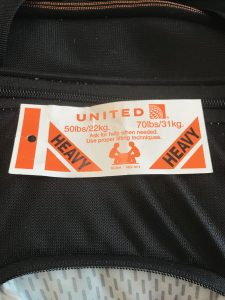 UNITED
50lbs/22kg. 70lbs/31kg.
Ask for help when needed.
Use proper lifting techniques.
HEAVY HEAVY